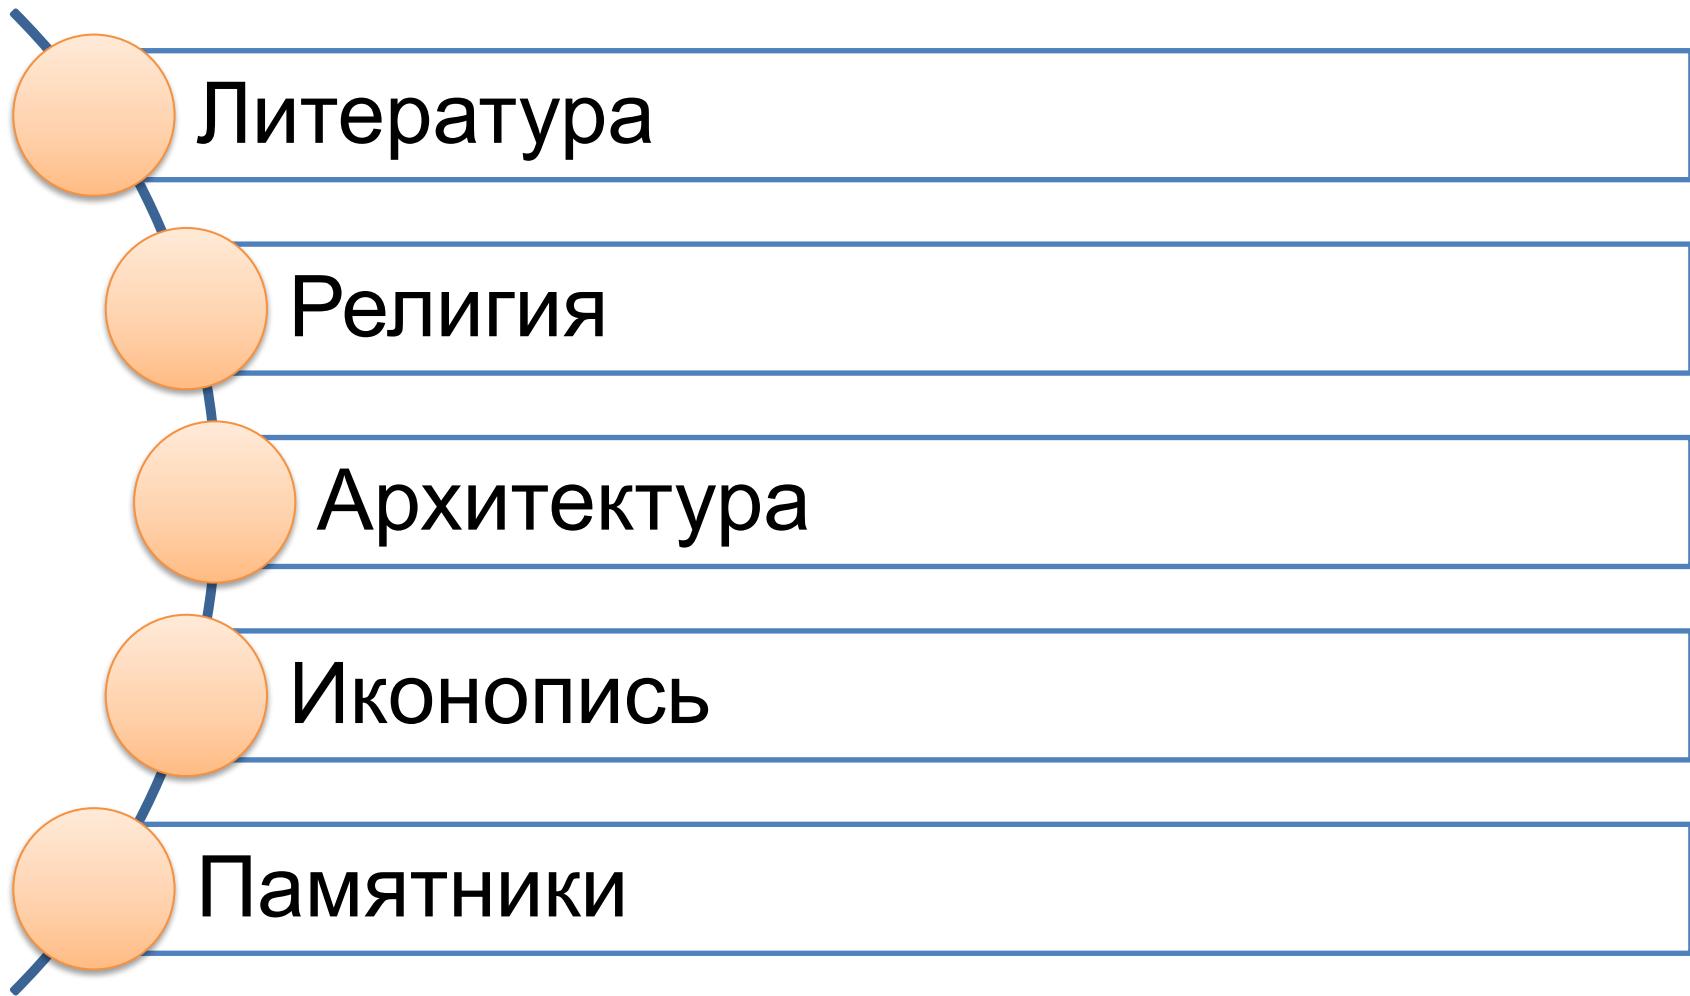 Литература
Религия
Архитектура
Иконопись
Памятники